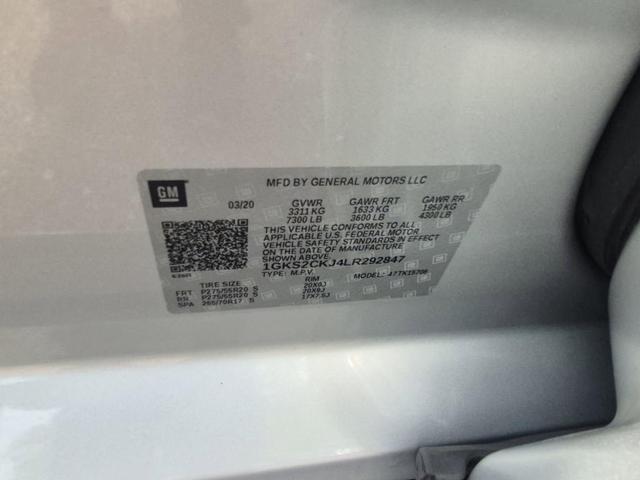 GM
MFD BY GENERAL MOTORS LLC
03/20 GVWR GAWR FRT GAWR RR
3311 KG 1633 KG 1950 KG
7300 LB 3600 LB 4300 LB
THIS VEHICLE CONFORMS TO ALL APPLICABLE
U.S. FEDERAL MOTOR
VEHICLE SAFETY STANDARDS IN EFFECT
ON THE DATE OF MANUFACTURE
SHOWN ABOVE.
1GKS2CKJ4LR292847
TYPE: M.P.V. MODEL:
TIRE SIZE RIM
FRT P275/55R20 S 20X9J
RR P275/55R20 S 20X9J
SPA 265/70R17 S 17X7.5J